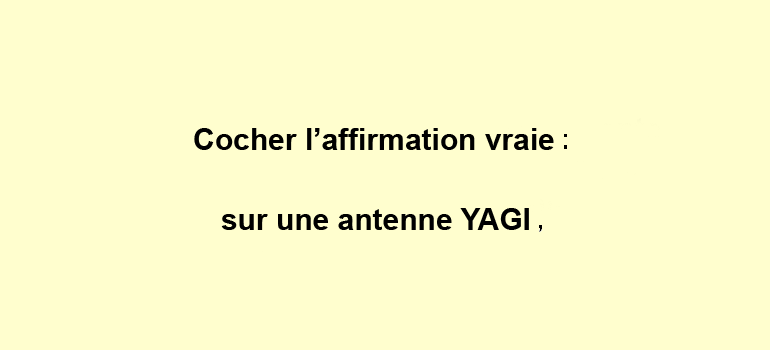 Cocher l’affirmation vraie :
sur une antenne YAGI ,